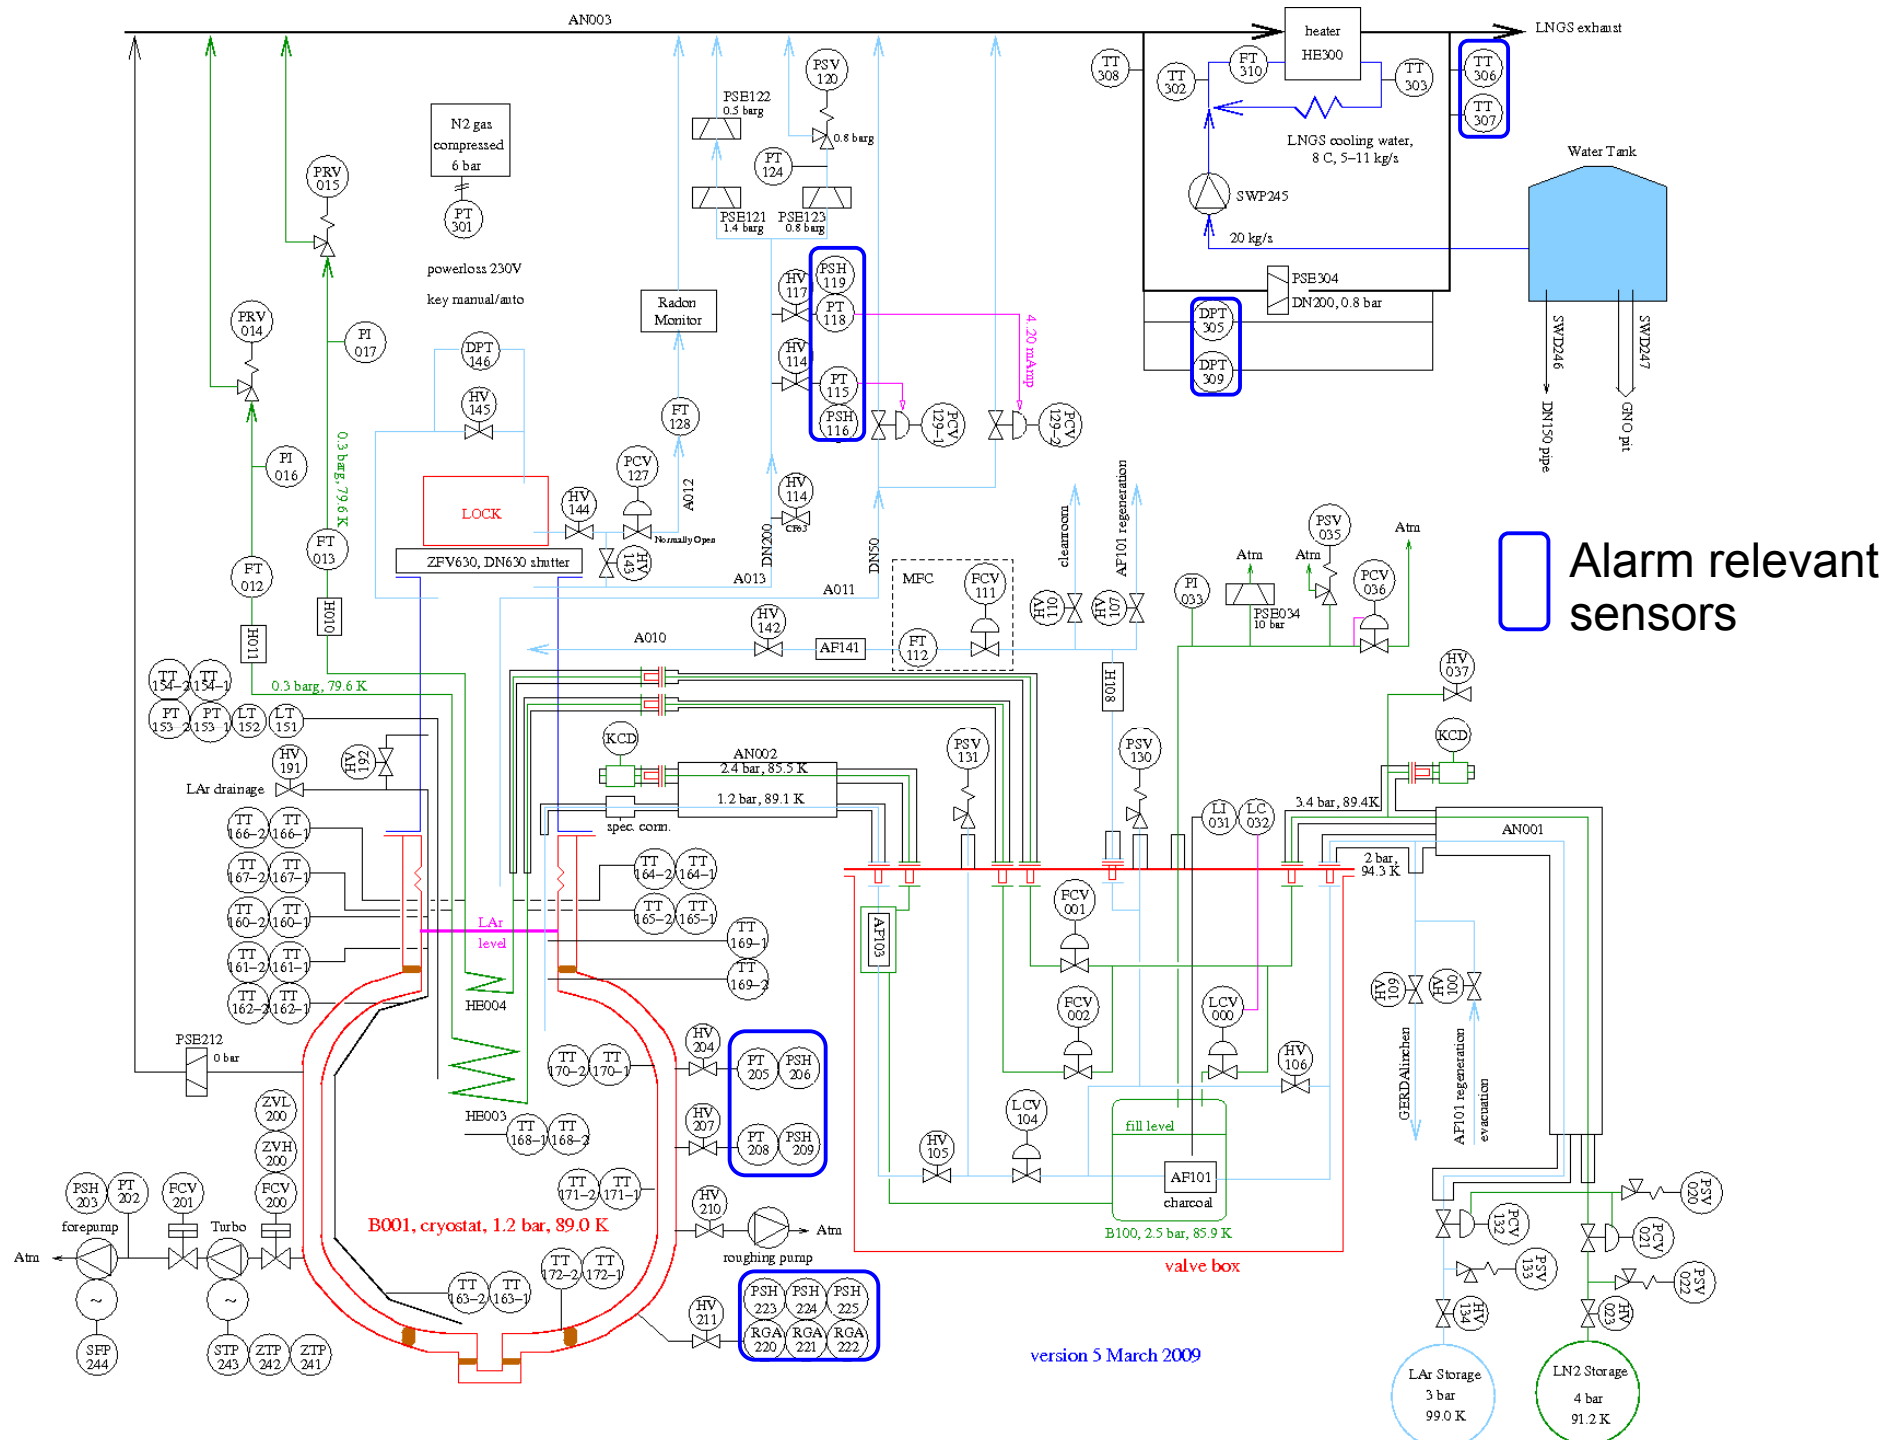 AN003
heater
HE300
LNGS exhaust
TT
308
TT
302
FT
310
TT
303
TT
306
TT
307
PSV
120
PSE122
0.5 barg
0.8 barg
N2 gas
compressed
6 bar
PT
301
PT
124
LNGS cooling water,
8 C, 5–11 kg/s
Water Tank
PRV
015
PSE121
1.4 barg
PSE123
0.8 barg
SWP245
20 kg/s
powerloss 230V
key manual/auto
HV
117
PSH
119
PT
118
PSE304
DN200, 0.8 bar
Radon
Monitor
4..20 mAmp
DPT
305
DPT
309
SWD246
SWD247
DN150 pipe
GNO pit
PRV
014
PI
017
DPT
146
HV
114
PT
115
PSH
116
HV
145
FT
128
PCV
129–1
PCV
129–2
0.3 barg, 79.6 K
PI
016
PCV
127
A012
HV
114
CF63
LOCK
HV
144
Normally Open
HV
143
DN200
DN50
cleanroom
AF101 regeneration
PSV
035
Atm
Atm
Atm
FT
013
FT
012
ZFV630, DN630 shutter
A013
A011
MFC
FCV
111
HV
110
HV
107
PI
033
PSE034
10 bar
PCV
036
Alarm relevant
sensors
H010
H011
A010
HV
142
AF141
FT
112
H108
HV
037
TT
154–2
TT
154–1
0.3 barg, 79.6 K
PT
153–2
PT
153–1
LT
152
LT
151
KCD
AN002
2.4 bar, 85.5 K
1.2 bar, 89.1 K
spec. conn.
PSV
131
PSV
130
KCD
HV
191
HV
192
LAr drainage
LI
031
LC
032
3.4 bar, 89.4K
AN001
2 bar,
94.3 K
TT
166–2
TT
166–1
TT
167–2
TT
167–1
TT
164–2
TT
164–1
TT
160–2
TT
160–1
TT
165–2
TT
165–1
LAr
level
TT
161–2
TT
161–1
TT
169–1
TT
169–2
TT
162–2
TT
162–1
HE004
AF103
FCV
001
FCV
002
LCV
000
HV
109
HV
100
PSE212
0 bar
HV
204
PT
205
PSH
206
TT
170–2
TT
170–1
HV
106
GERDAlinchen
AF101 regeneration
evacuation
ZVL
200
HE003
TT
168–1
TT
168–2
HV
207
PT
208
PSH
209
LCV
104
fill level
ZVH
200
HV
105
AF101
charcoal
PSH
203
PT
202
FCV
201
FCV
200
TT
171–2
TT
171–1
HV
210
Atm
roughing pump
forepump
Turbo
Atm
B001, cryostat, 1.2 bar, 89.0 K
B100, 2.5 bar, 85.9 K
valve box
PSV
020
PCV
132
PCV
021
PSV
133
PSV
022
TT
172–2
TT
172–1
TT
163–2
TT
163–1
~
~
HV
211
PSH
223
PSH
224
PSH
225
RGA
220
RGA
221
RGA
222
HV
134
HV
023
SFP
244
STP
243
ZTP
242
ZTP
241
version 5 March 2009
LAr Storage
3 bar
99.0 K
LN2 Storage
4 bar
91.2 K